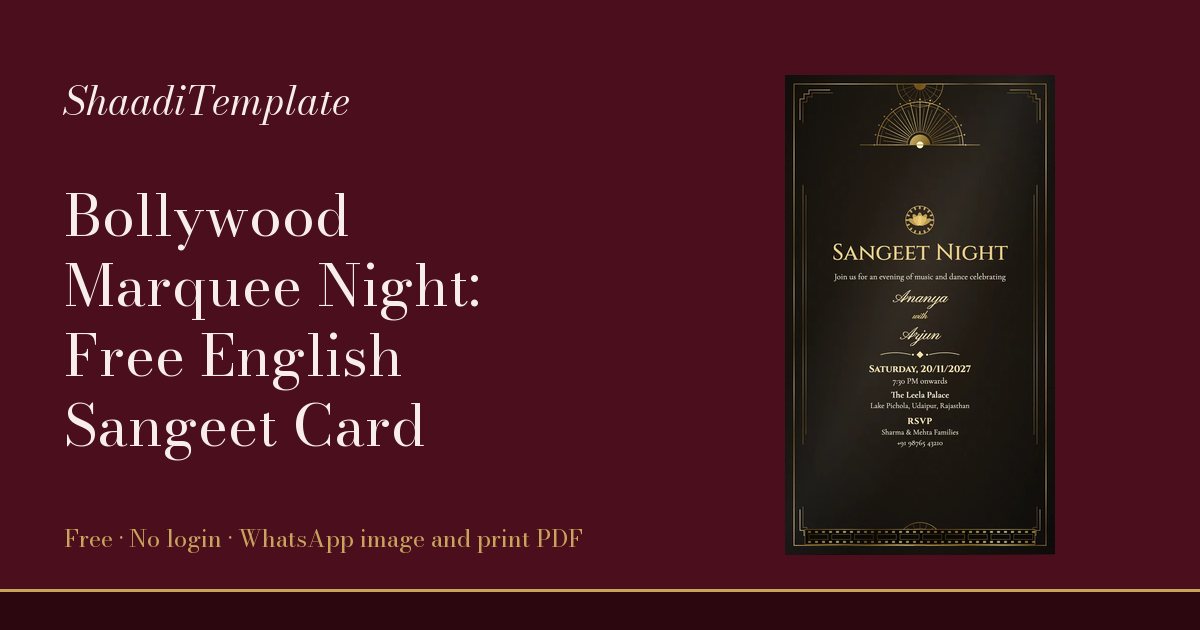 ShaadiTemplate
Bollywood
Marquee Night:
Free English
Sangeet Card
Free · No login · WhatsApp image and print PDF
Sangeet Night
Join us for an evening of music and dance celebrating
Ananya
with
Arjun
Saturday, 20/11/2027
7:30 PM onwards
The Leela Palace
Lake Pichola, Udaipur, Rajasthan
RSVP
Sharma & Mehta Families
+91 98765 43210